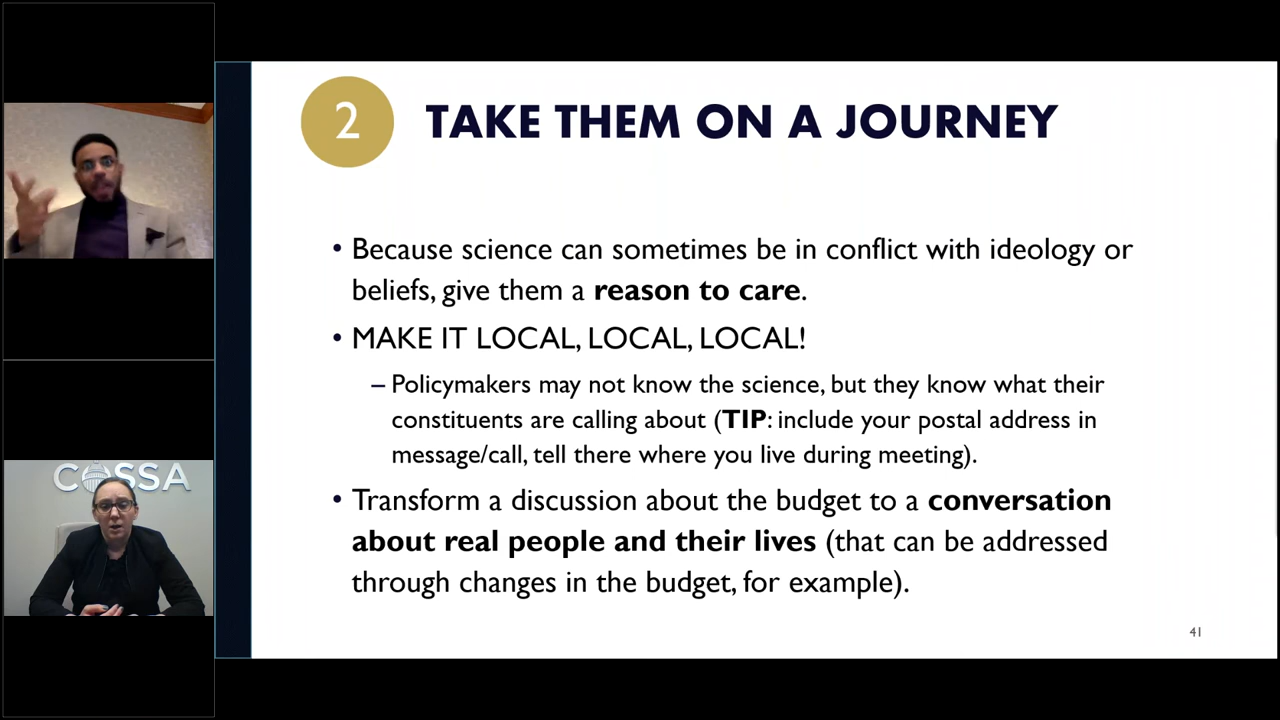 2
TAKE THEM ON A JOURNEY
• Because science can sometimes be in conflict with ideology or
beliefs, give them a reason to care.
• MAKE IT LOCAL, LOCAL, LOCAL!
– Policymakers may not know the science, but they know what their
constituents are calling about (TIP: include your postal address in
message/call, tell there where you live during meeting).
• Transform a discussion about the budget to a conversation
about real people and their lives (that can be addressed
through changes in the budget, for example).
41
COSSA